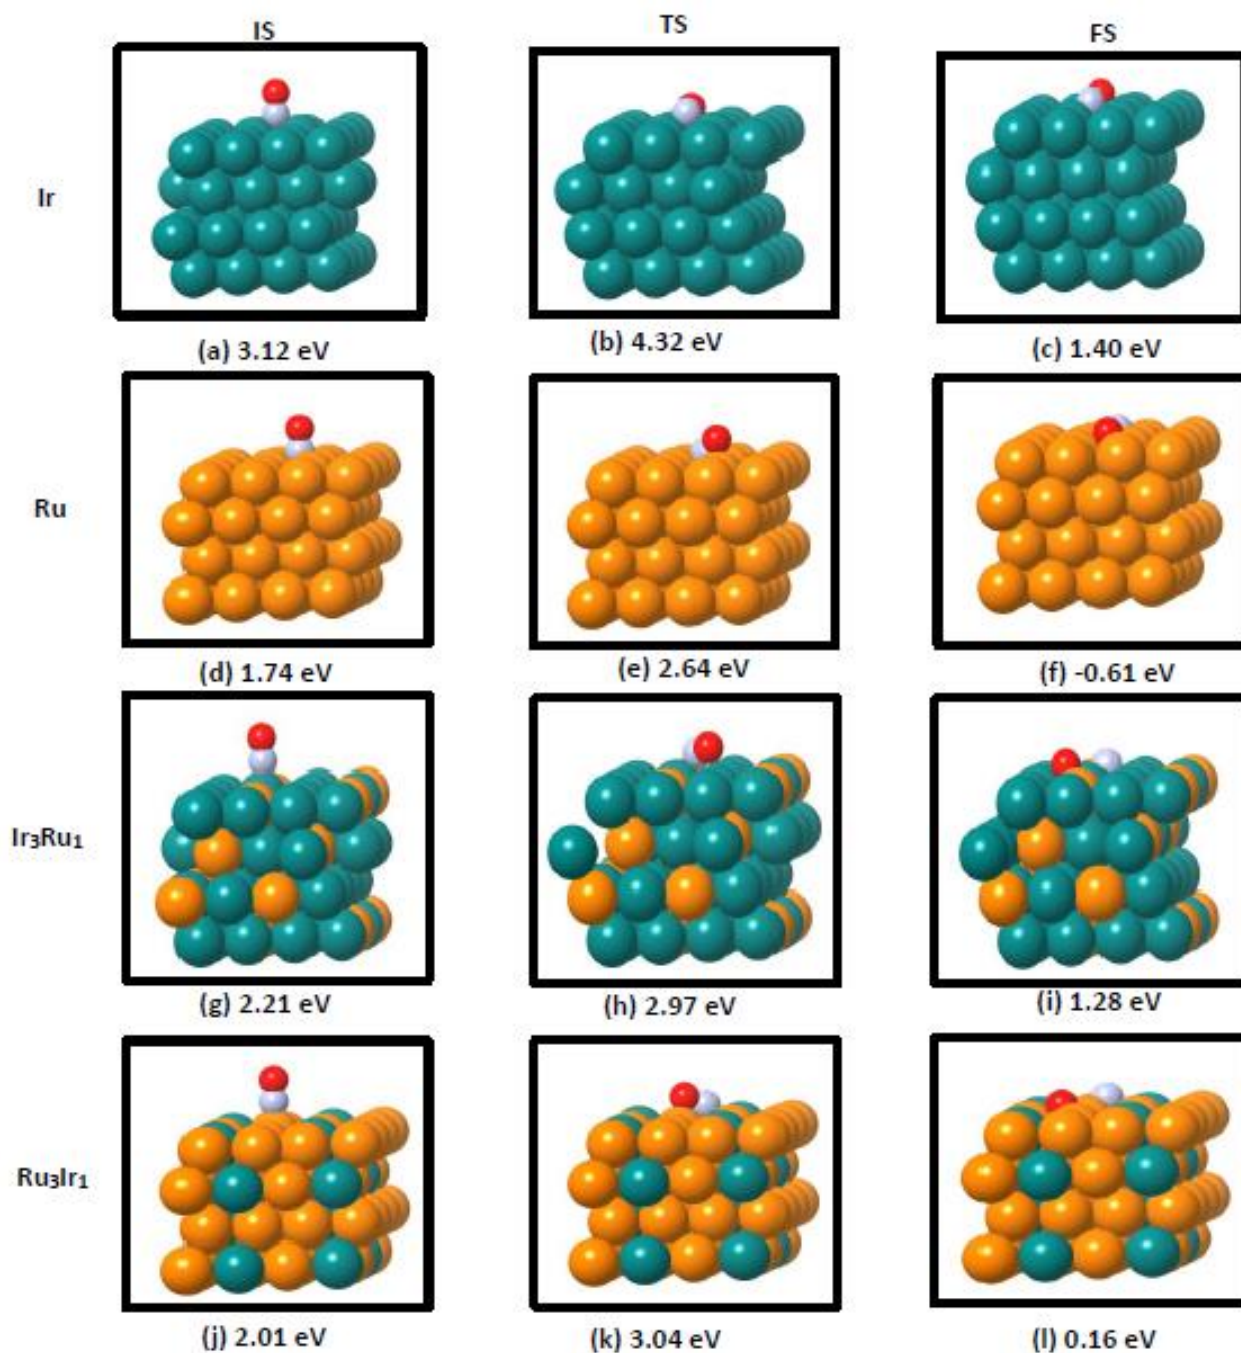 IS TS FS
Ir
(a) 3.12 eV (b) 4.32 eV (c) 1.40 eV
Ru
(d) 1.74 eV (e) 2.64 eV (f) -0.61 eV
Ir₃Ru₁
(g) 2.21 eV (h) 2.97 eV (i) 1.28 eV
Ru₃Ir₁
(j) 2.01 eV (k) 3.04 eV (l) 0.16 eV